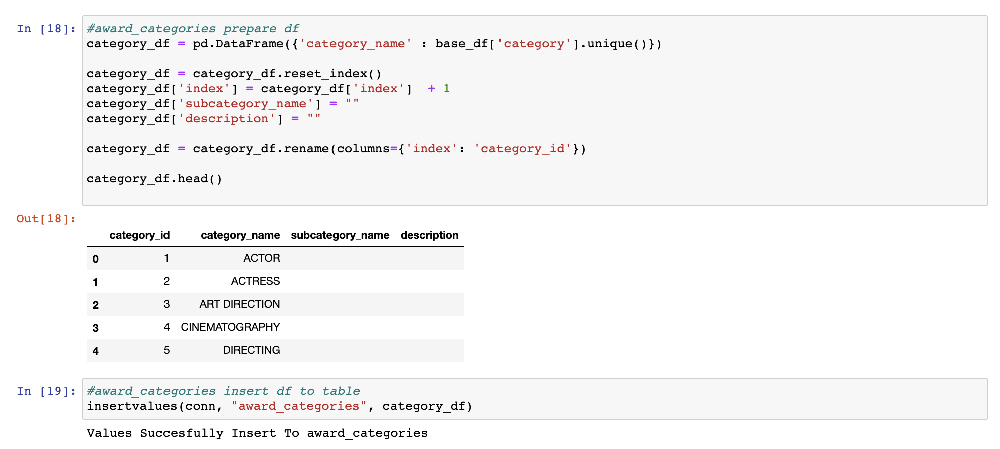 In [18]: #award_categories prepare df
category_df = pd.DataFrame({'category_name' : base_df['category'].unique()})
category_df = category_df.reset_index()
category_df['index'] = category_df['index']  + 1
category_df['subcategory_name'] = ""
category_df['description'] = ""
category_df = category_df.rename(columns={'index': 'category_id'})
category_df.head()
Out[18]:
category_id category_name subcategory_name description
0 1 ACTOR
1 2 ACTRESS
2 3 ART DIRECTION
3 4 CINEMATOGRAPHY
4 5 DIRECTING
In [19]: #award_categories insert df to table
insertvalues(conn, "award_categories", category_df)
Values Succesfully Insert To award_categories